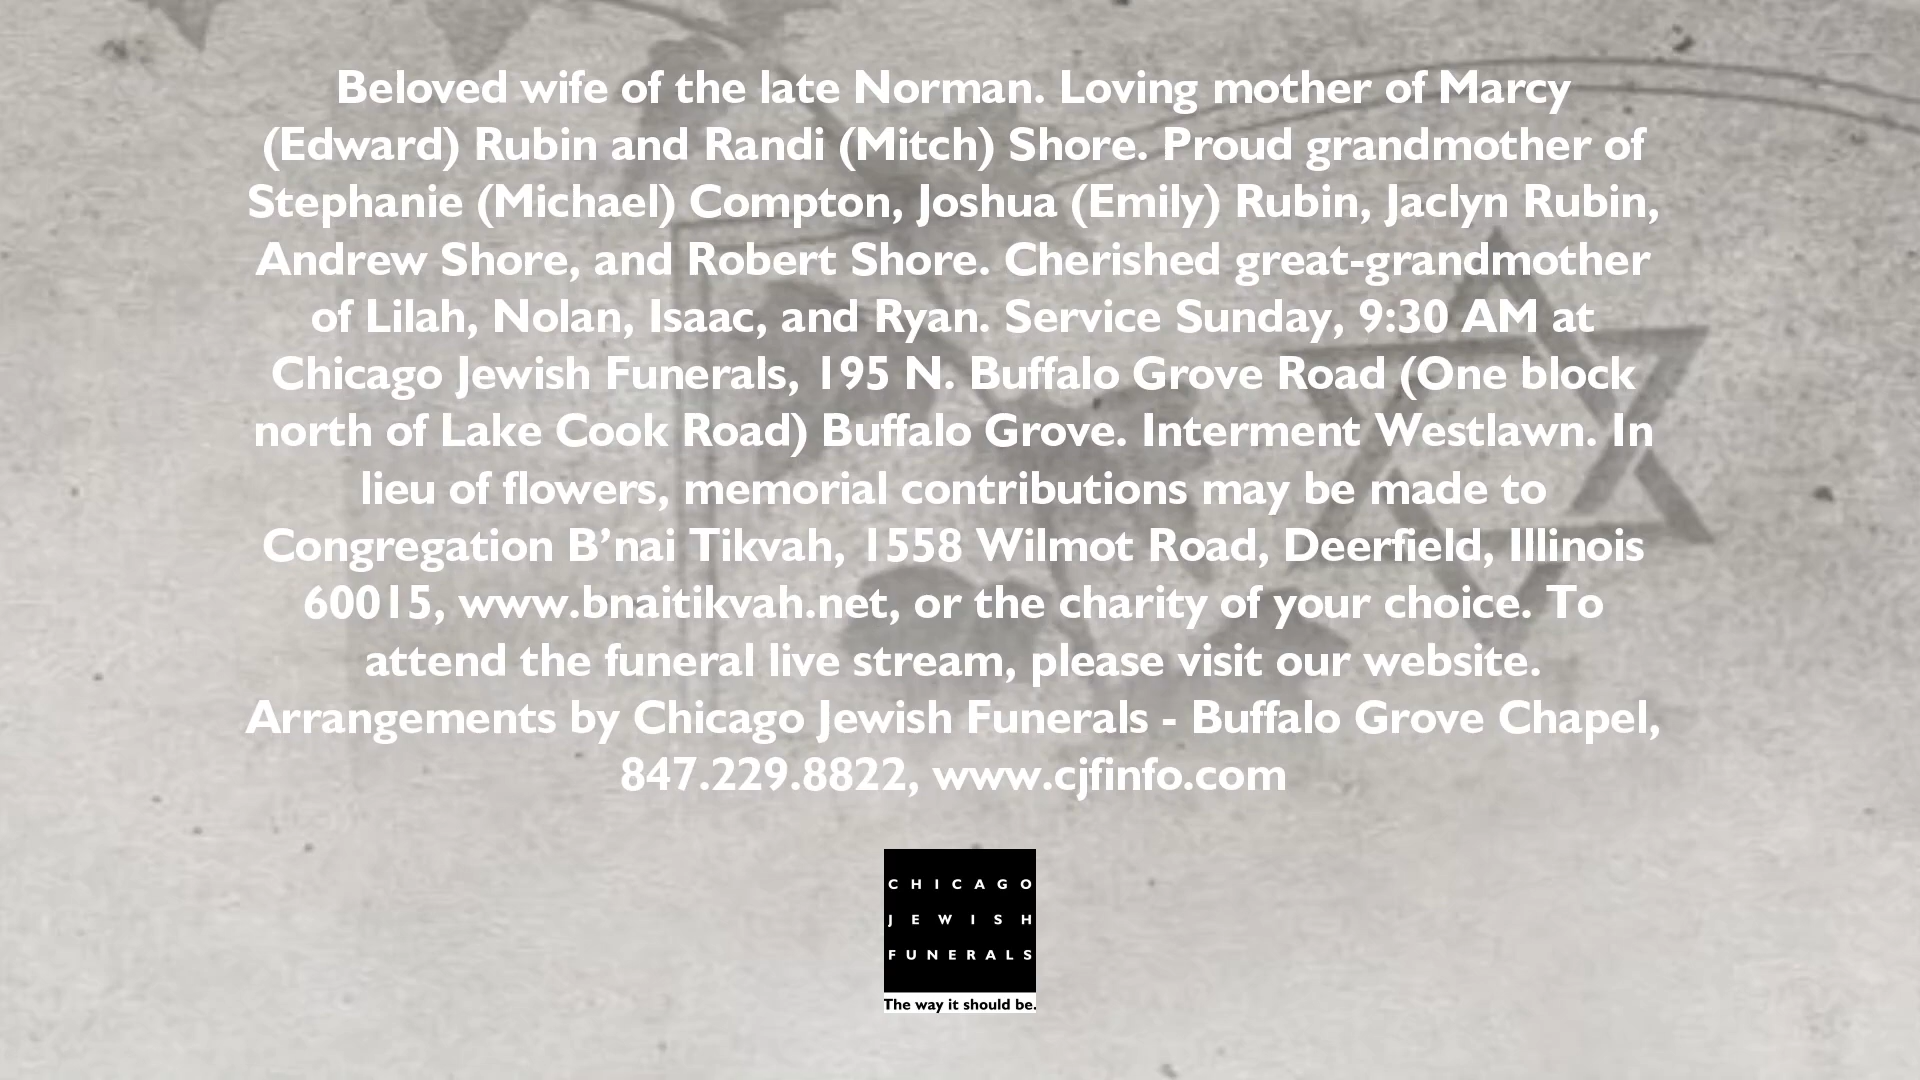 Beloved wife of the late Norman. Loving mother of Marcy
(Edward) Rubin and Randi (Mitch) Shore. Proud grandmother of
Stephanie (Michael) Compton, Joshua (Emily) Rubin, Jaclyn Rubin,
Andrew Shore, and Robert Shore. Cherished great-grandmother
of Lilah, Nolan, Isaac, and Ryan. Service Sunday, 9:30 AM at
Chicago Jewish Funerals, 195 N. Buffalo Grove Road (One block
north of Lake Cook Road) Buffalo Grove. Interment Westlawn. In
lieu of flowers, memorial contributions may be made to
Congregation B’nai Tikvah, 1558 Wilmot Road, Deerfield, Illinois
60015, www.bnaitikvah.net, or the charity of your choice. To
attend the funeral live stream, please visit our website.
Arrangements by Chicago Jewish Funerals - Buffalo Grove Chapel,
847.229.8822, www.cjfinfo.com
CHICAGO
JEWISH
FUNERALS
The way it should be.